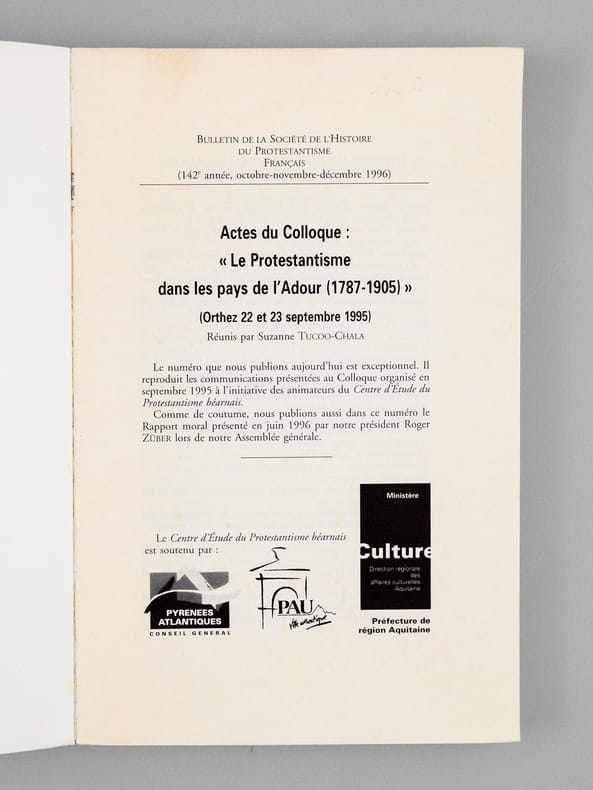 BULLETIN DE LA SOCIÉTÉ DE L'HISTOIRE
DU PROTESTANTISME
FRANÇAIS
(142e année, octobre-novembre-décembre 1996)
Actes du Colloque :
« Le Protestantisme
dans les pays de l'Adour (1787-1905) »
(Orthez 22 et 23 septembre 1995)
Réunis par Suzanne TUCOO-CHALA
Le numéro que nous publions aujourd'hui est exceptionnel. Il
reproduit les communications présentées au Colloque organisé en
septembre 1995 à l'initiative des animateurs du Centre d'Étude du
Protestantisme béarnais.
Comme de coutume, nous publions aussi dans ce numéro le
Rapport moral présenté en juin 1996 par notre président Roger
ZÜBER lors de notre Assemblée générale.
Le Centre d'Étude du Protestantisme béarnais
est soutenu par :
PYRENEES
ATLANTIQUES
CONSEIL GENERAL
PAU
ville authentique
Ministère
Culture
Direction régionale
des
affaires culturelles
Aquitaine
Préfecture de
région Aquitaine